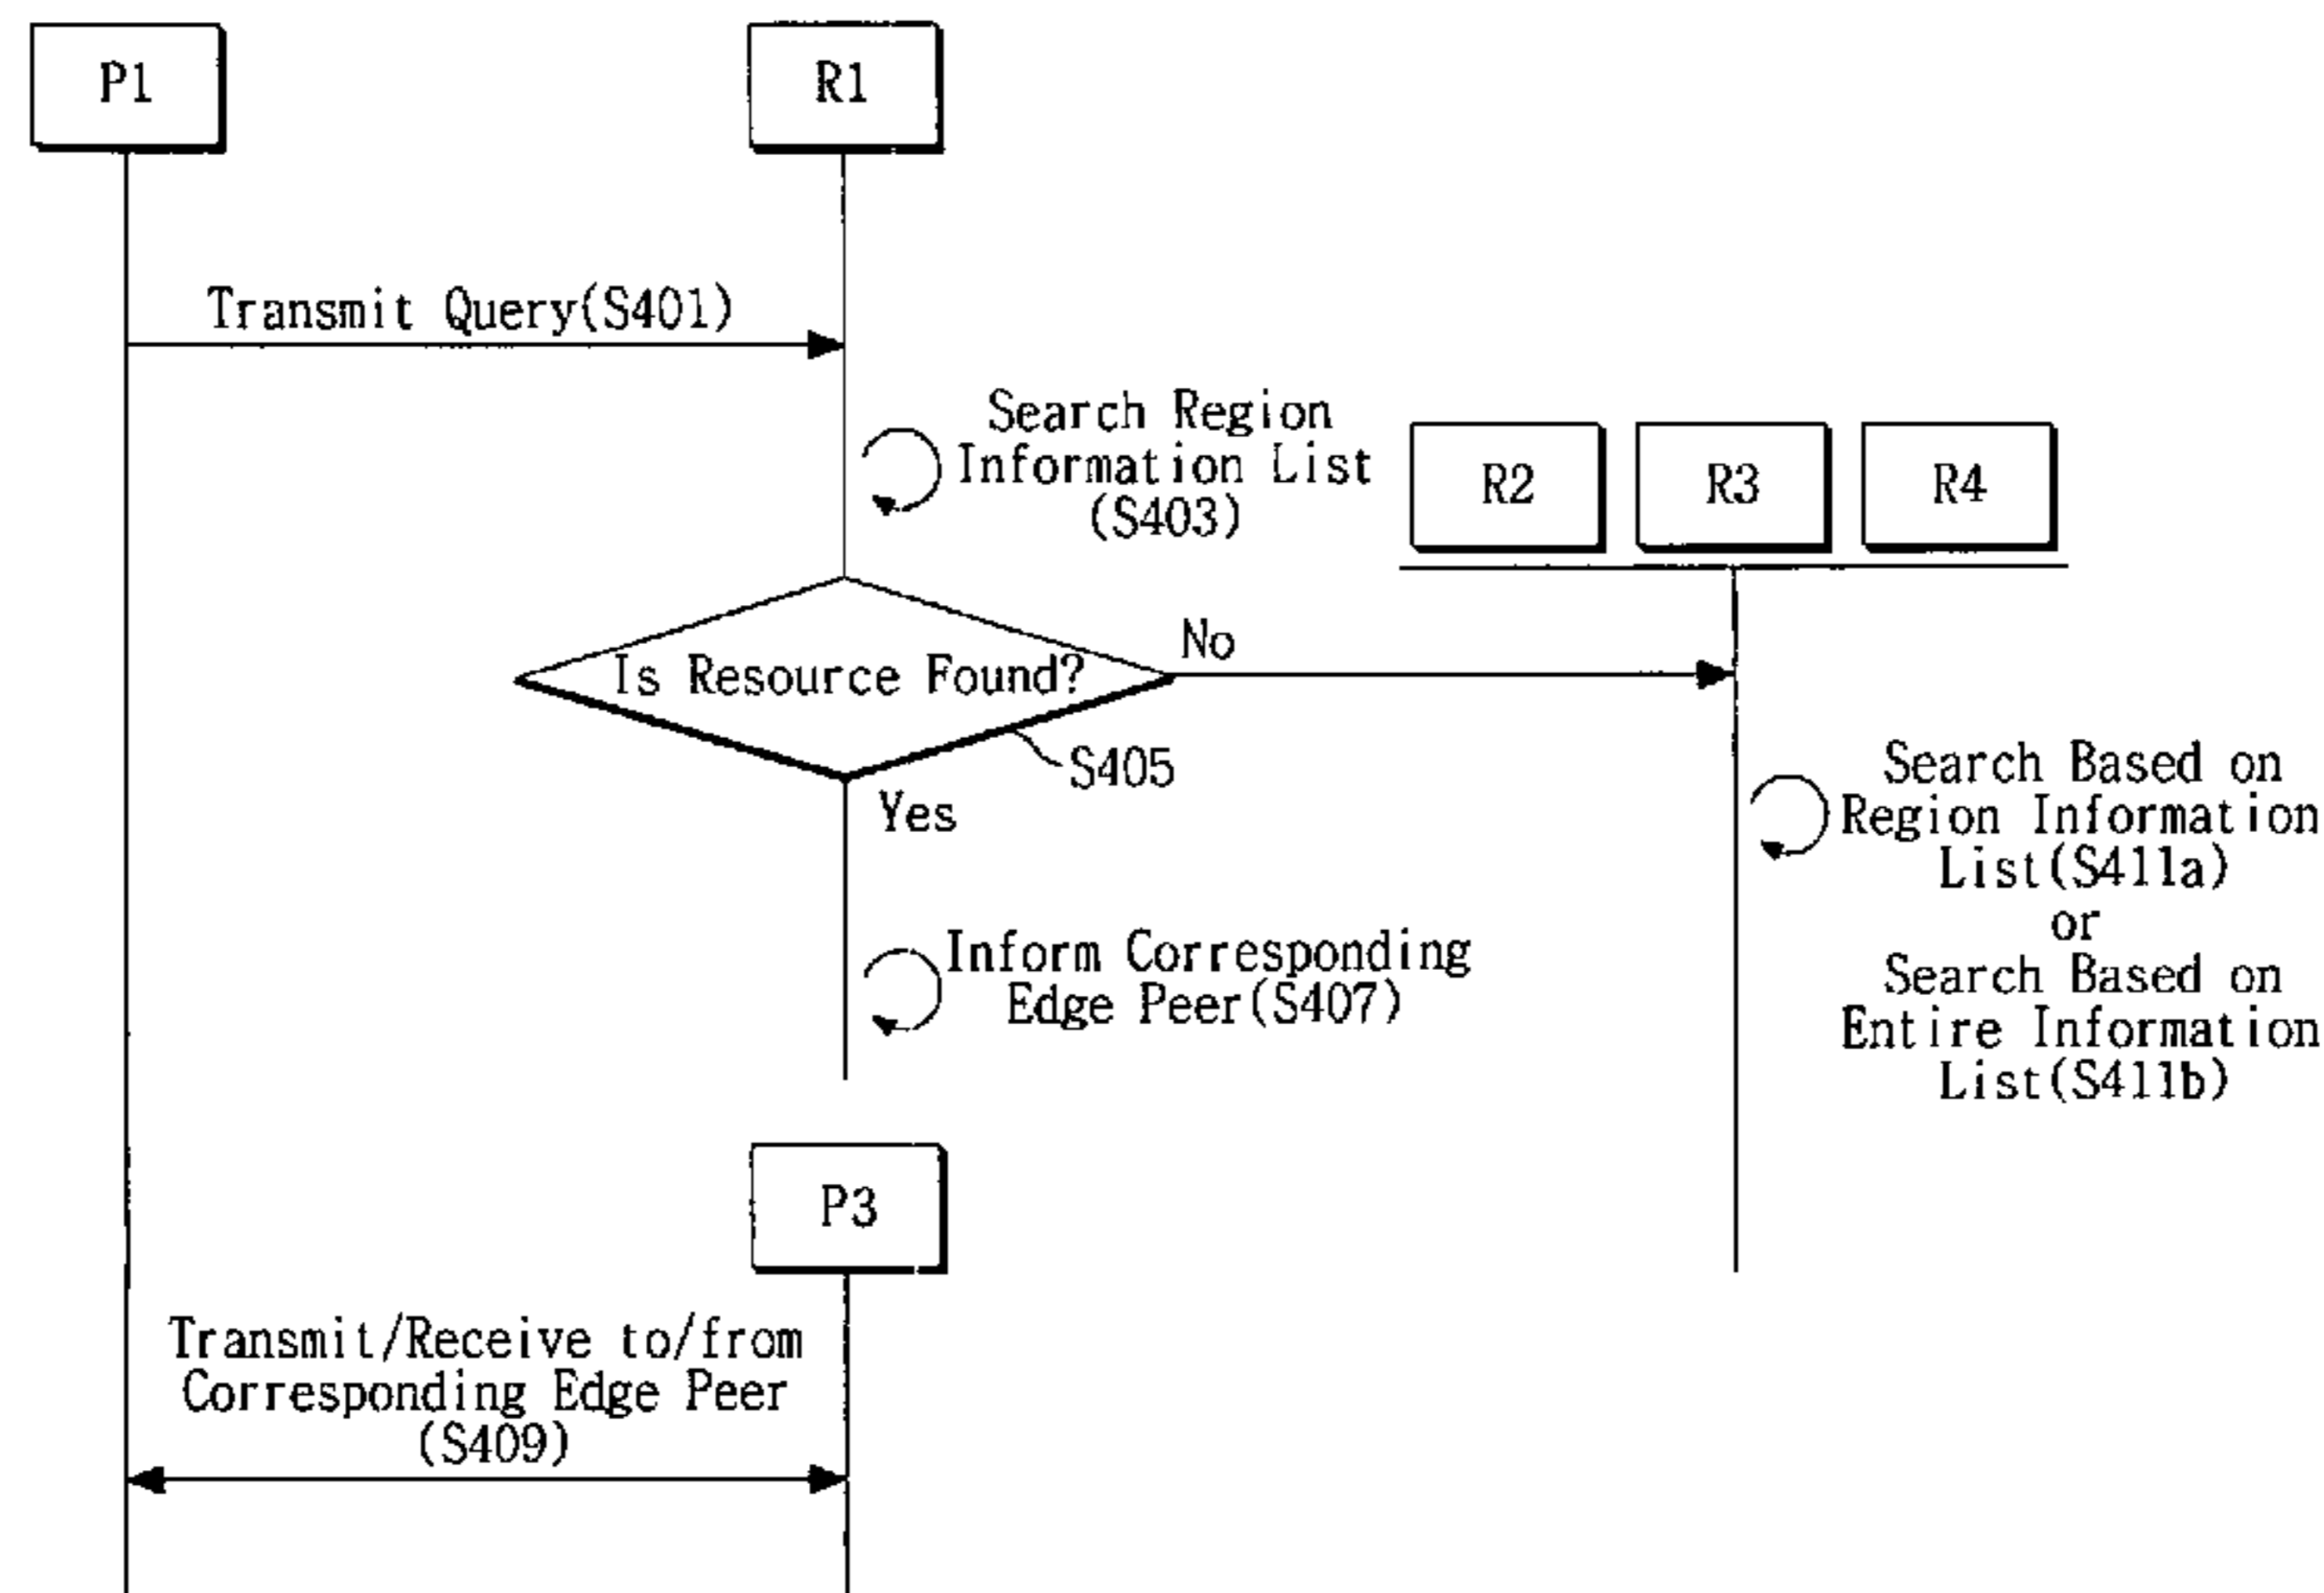 P1
R1
Transmit Query(S401)
Search Region
Information List
(S403)
R2
R3
R4
Is Resource Found?
No
S405
Yes
Search Based on
Region Information
List(S411a)
or
Search Based on
Entire Information
List(S411b)
Inform Corresponding
Edge Peer(S407)
P3
Transmit/Receive to/from
Corresponding Edge Peer
(S409)